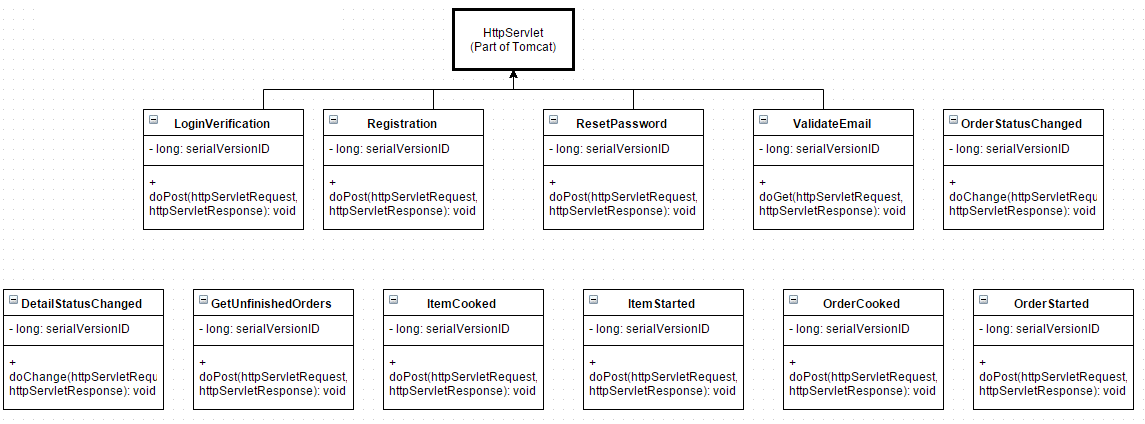 HttpServlet
(Part of Tomcat)
LoginVerification
- long: serialVersionID
+
doPost(httpServletRequest,
httpServletResponse): void
Registration
- long: serialVersionID
+
doPost(httpServletRequest,
httpServletResponse): void
ResetPassword
- long: serialVersionID
+
doPost(httpServletRequest,
httpServletResponse): void
ValidateEmail
- long: serialVersionID
+
doGet(httpServletRequest,
httpServletResponse): void
OrderStatusChanged
- long: serialVersionID
+
doChange(httpServletRequ
httpServletResponse): void
DetailStatusChanged
- long: serialVersionID
+
doChange(httpServletRequ
httpServletResponse): void
GetUnfinishedOrders
- long: serialVersionID
+
doPost(httpServletRequest,
httpServletResponse): void
ItemCooked
- long: serialVersionID
+
doPost(httpServletRequest,
httpServletResponse): void
ItemStarted
- long: serialVersionID
+
doPost(httpServletRequest,
httpServletResponse): void
OrderCooked
- long: serialVersionID
+
doPost(httpServletRequest,
httpServletResponse): void
OrderStarted
- long: serialVersionID
+
doPost(httpServletRequest,
httpServletResponse): void